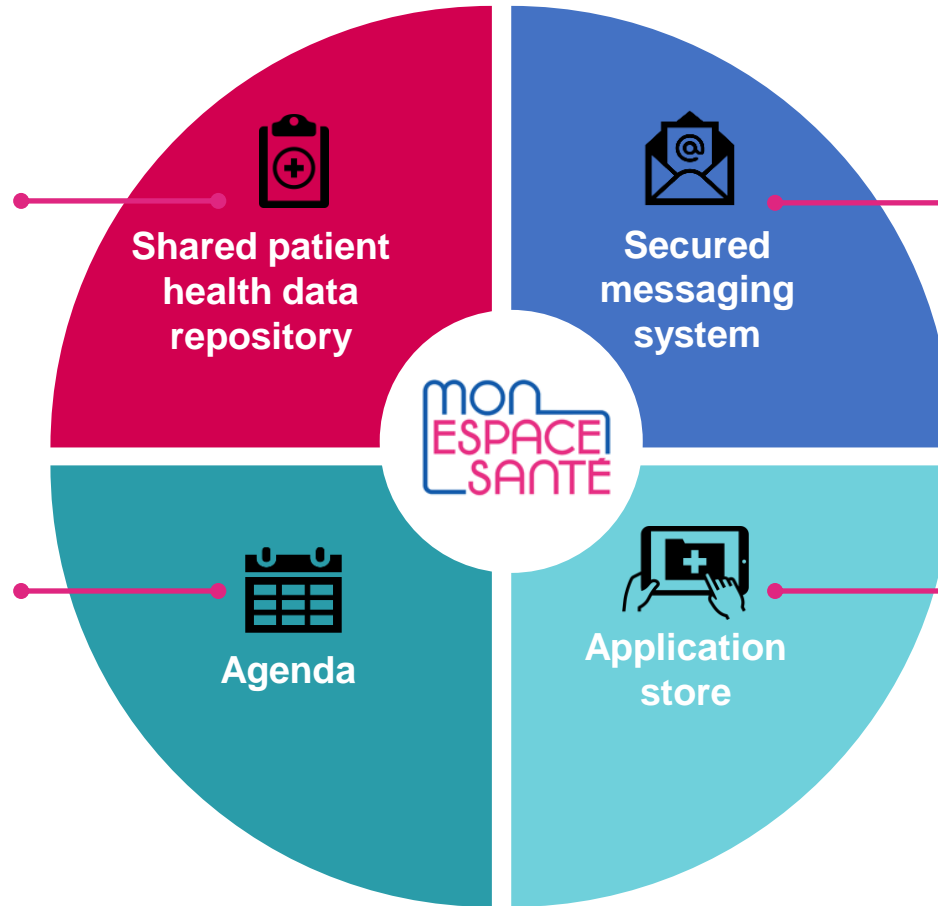 Shared patient
health data
repository
@
Secured
messaging
system
mon
ESPACE
SANTÉ
Agenda
Application
store